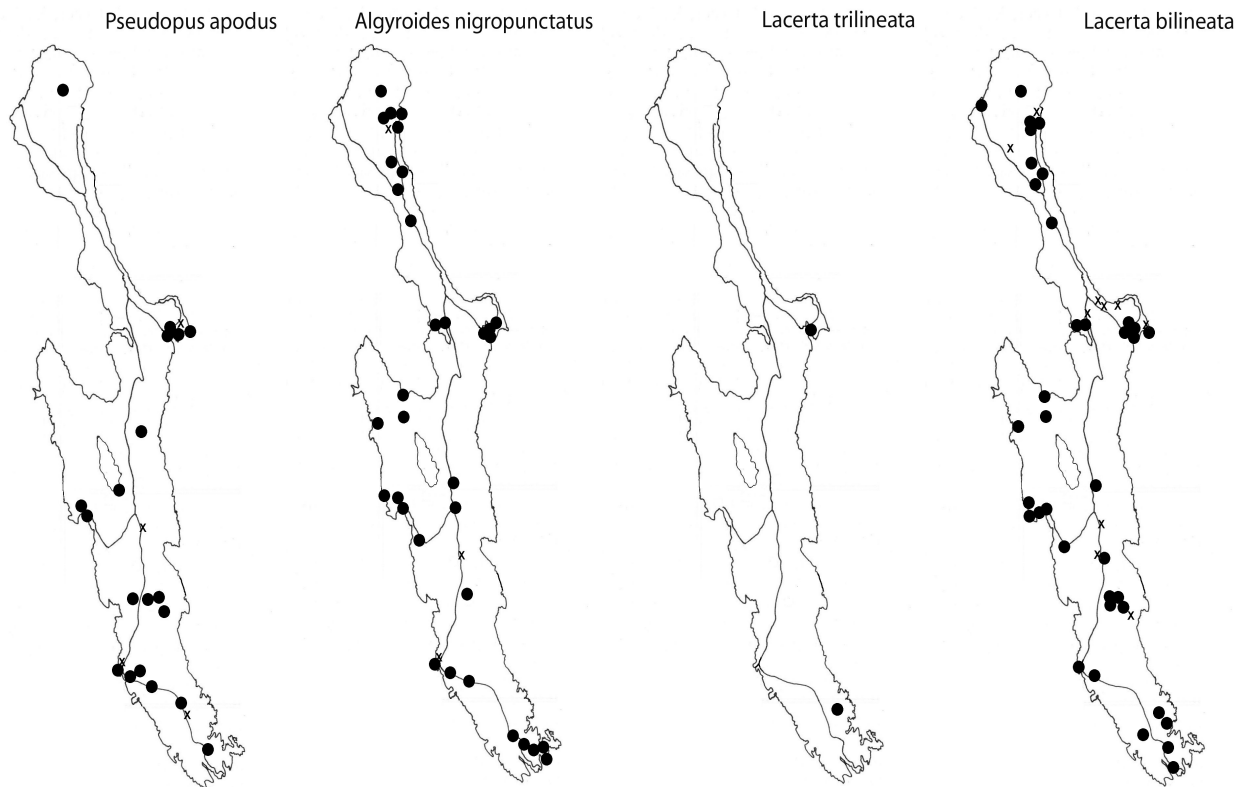 Pseudopus apodus
Algyroides nigropunctatus
Lacerta trilineata
Lacerta bilineata